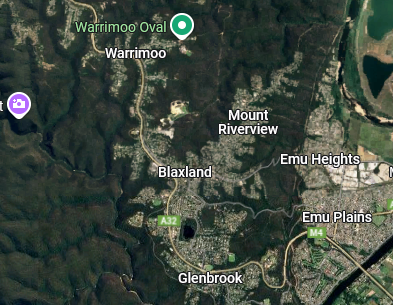 Warrimoo Oval
Warrimoo
t
Mount
Riverview
Emu Heights
Blaxland
Emu Plains
A32
M4
Glenbrook